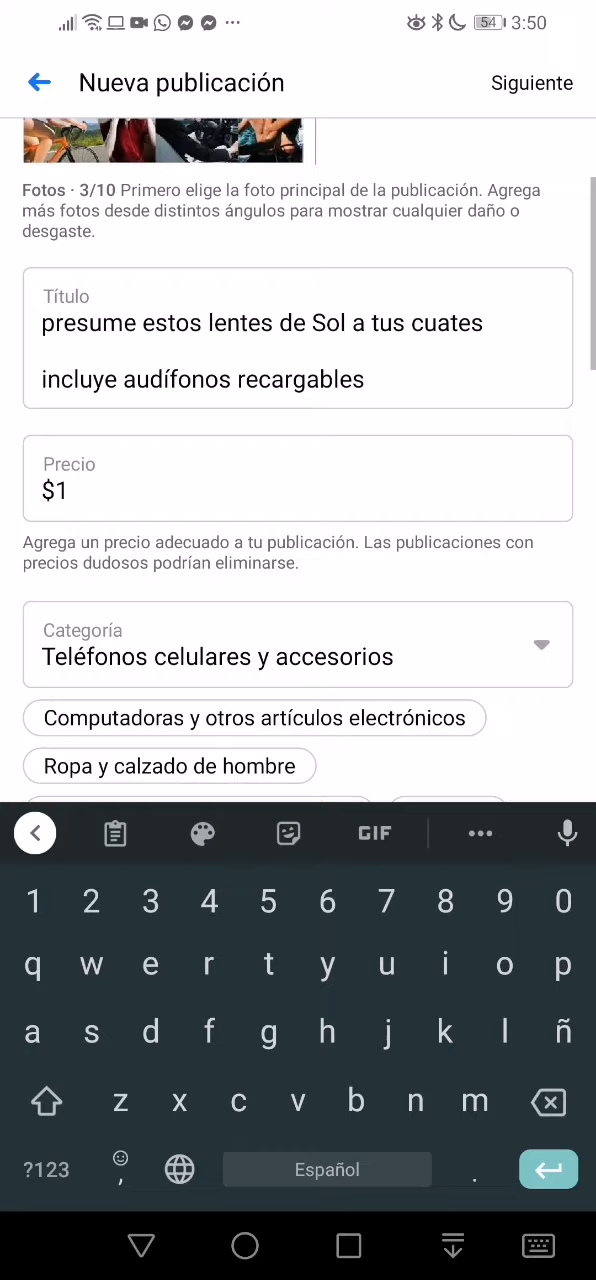 54 3:50
Nueva publicación Siguiente
Fotos · 3/10 Primero elige la foto principal de la publicación. Agrega
más fotos desde distintos ángulos para mostrar cualquier daño o
desgaste.
Título
presume estos lentes de Sol a tus cuates
incluye audífonos recargables
Precio
$1
Agrega un precio adecuado a tu publicación. Las publicaciones con
precios dudosos podrían eliminarse.
Categoría
Teléfonos celulares y accesorios
Computadoras y otros artículos electrónicos
Ropa y calzado de hombre
GIF
1 2 3 4 5 6 7 8 9 0
q w e r t y u i o p
a s d f g h j k l ñ
z x c v b n m
?123 , Español .